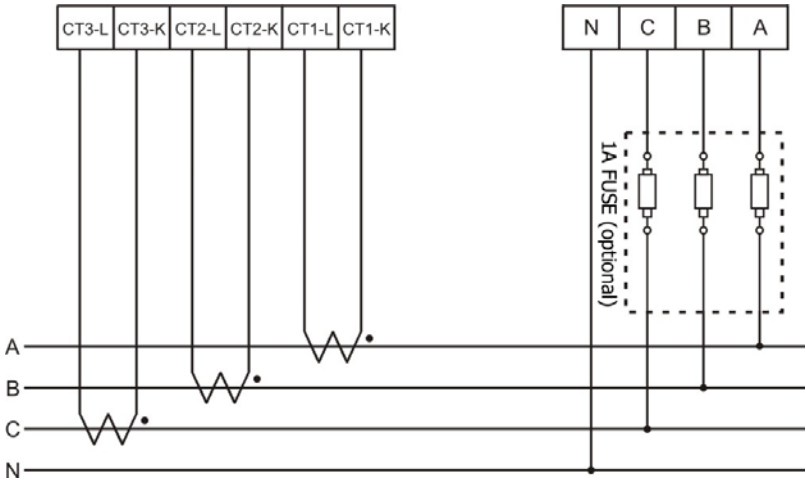 CT3-L CT3-K CT2-L CT2-K CT1-L CT1-K
N C B A
1A FUSE (optional)
A
B
C
N